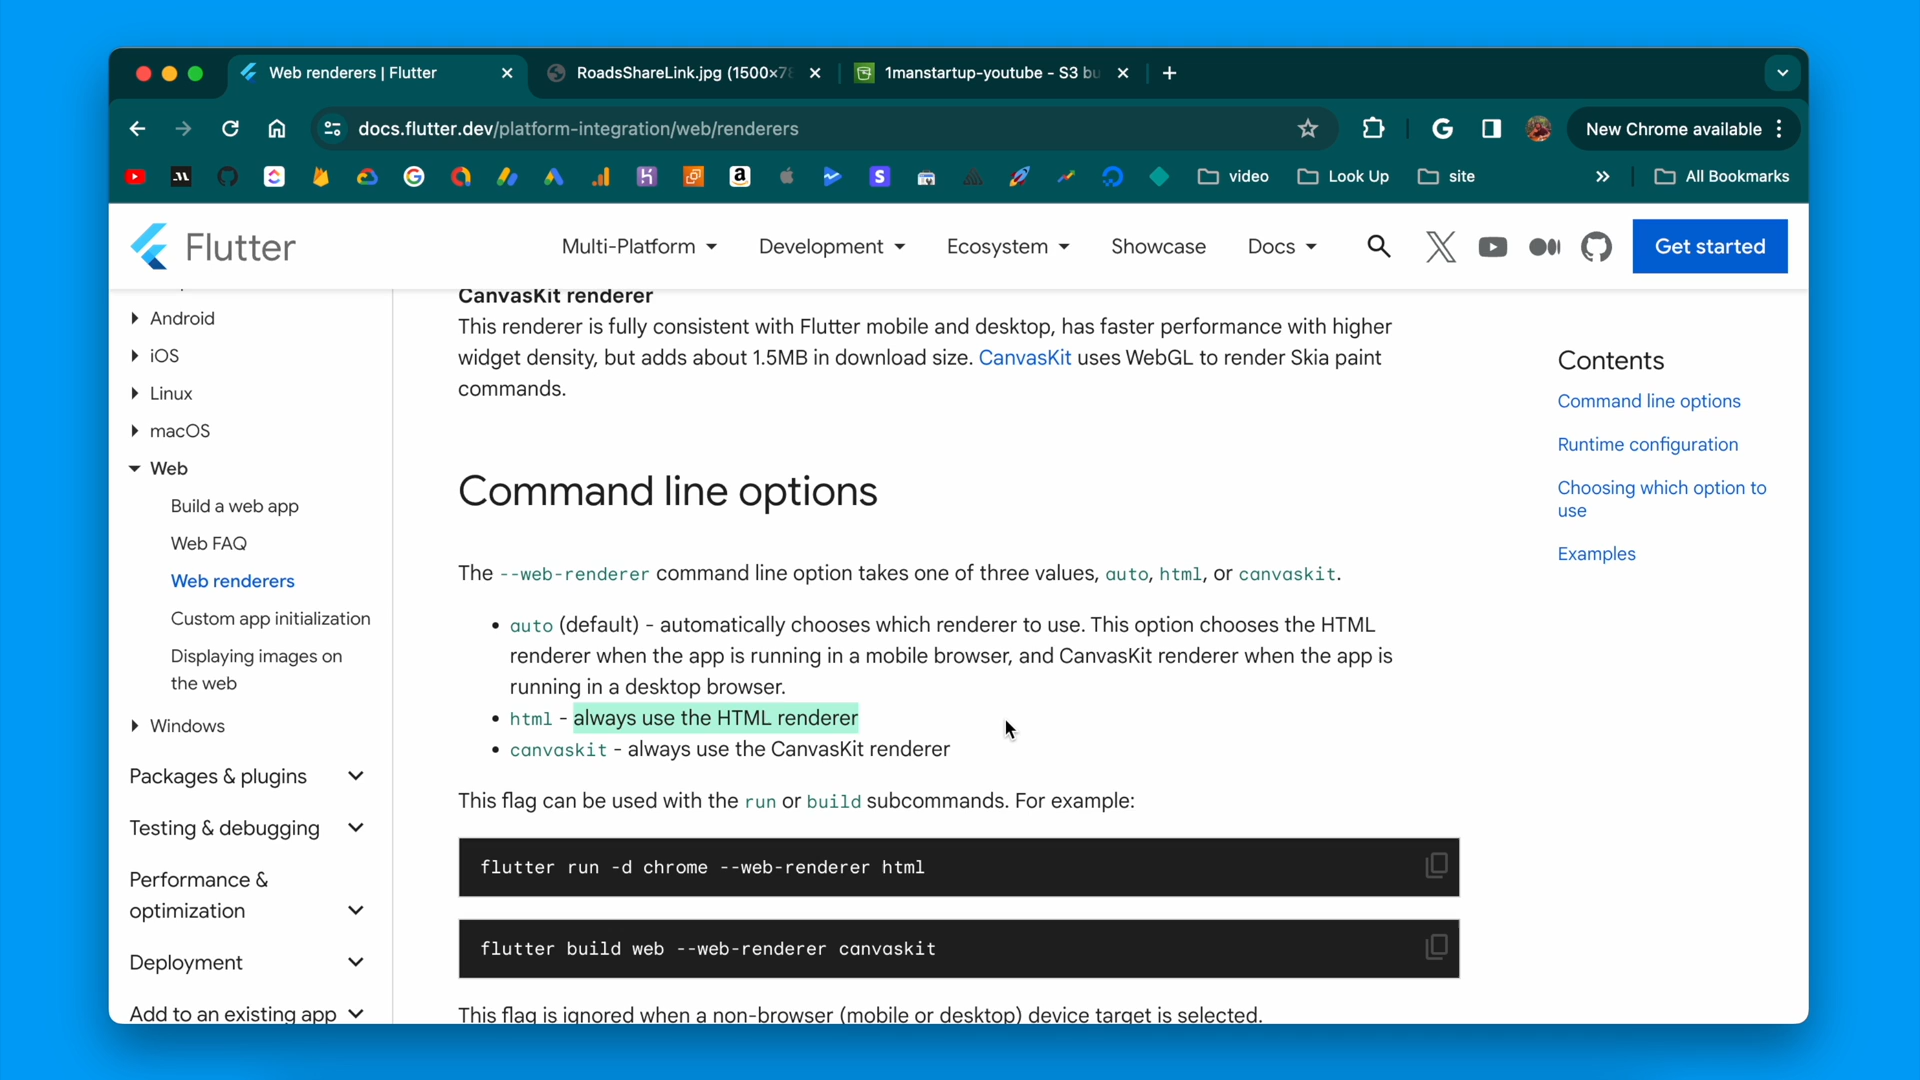 Web renderers | Flutter
RoadsShareLink.jpg (1500×78
1manstartup-youtube - S3 bu
docs.flutter.dev/platform-integration/web/renderers
New Chrome available
video
Look Up
site
All Bookmarks
Flutter
Multi-Platform
Development
Ecosystem
Showcase
Docs
Get started
Android
iOS
Linux
macOS
Web
Build a web app
Web FAQ
Web renderers
Custom app initialization
Displaying images on
the web
Windows
Packages & plugins
Testing & debugging
Performance &
optimization
Deployment
Add to an existing app
CanvasKit renderer
This renderer is fully consistent with Flutter mobile and desktop, has faster performance with higher
widget density, but adds about 1.5MB in download size. CanvasKit uses WebGL to render Skia paint
commands.
Command line options
The --web-renderer command line option takes one of three values, auto, html, or canvaskit.
• auto (default) - automatically chooses which renderer to use. This option chooses the HTML
renderer when the app is running in a mobile browser, and CanvasKit renderer when the app is
running in a desktop browser.
• html - always use the HTML renderer
• canvaskit - always use the CanvasKit renderer
This flag can be used with the run or build subcommands. For example:
flutter run -d chrome --web-renderer html
flutter build web --web-renderer canvaskit
This flag is ignored when a non-browser (mobile or desktop) device target is selected.
Contents
Command line options
Runtime configuration
Choosing which option to
use
Examples